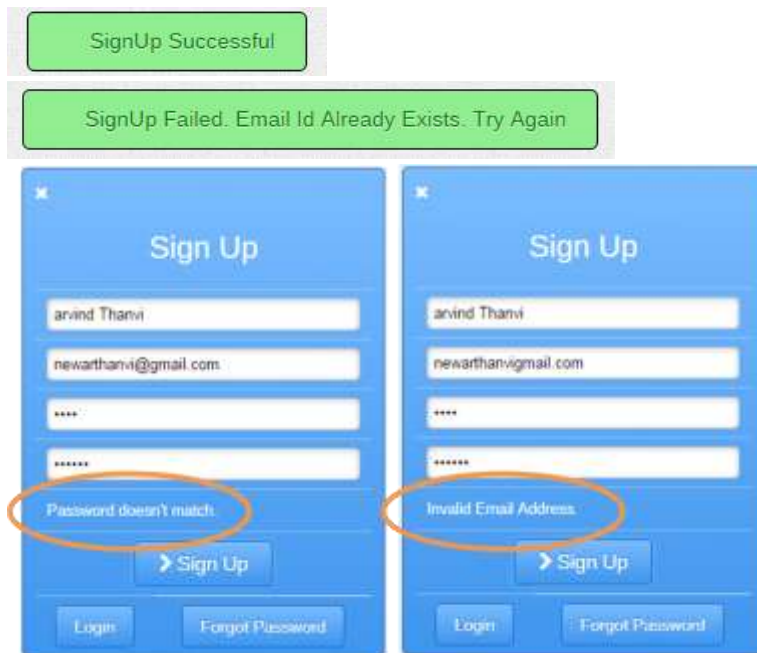 SignUp Successful
SignUp Failed. Email Id Already Exists. Try Again
Sign Up
arvind Thanvi
newarthanvi@gmail.com
••••
••••••
Password doesn't match.
Sign Up
Login
Forgot Password
Sign Up
arvind Thanvi
newarthanvigmail.com
••••
••••••
Invalid Email Address.
Sign Up
Login
Forgot Password